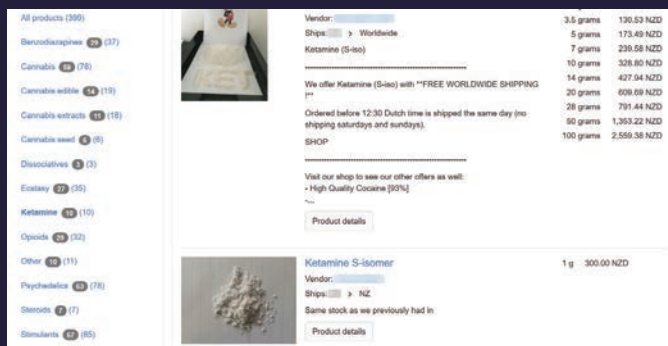 All products (399)
Benzodiazapines 29 (37)
Cannabis 59 (78)
Cannabis edible 14 (19)
Cannabis extracts 11 (18)
Cannabis seed 6 (6)
Dissociatives 3 (3)
Ecstasy 27 (35)
Ketamine 10 (10)
Opioids 29 (32)
Other 10 (11)
Psychedelics 63 (78)
Steroids 7 (7)
Stimulants 67 (85)
Vendor:
Ships: > Worldwide
Ketamine (S-iso)
We offer Ketamine (S-iso) with **FREE WORLDWIDE SHIPPING
!**
Ordered before 12:30 Dutch time is shipped the same day (no
shipping saturdays and sundays).
SHOP
Visit our shop to see our other offers as well:
- High Quality Cocaine [93%]
-...
Product details
3.5 grams 130.53 NZD
5 grams 173.49 NZD
7 grams 239.58 NZD
10 grams 328.80 NZD
14 grams 427.94 NZD
20 grams 609.69 NZD
28 grams 791.44 NZD
50 grams 1,353.22 NZD
100 grams 2,559.38 NZD
Ketamine S-isomer
Vendor:
Ships: > NZ
Same stock as we previously had in
Product details
1 g 300.00 NZD